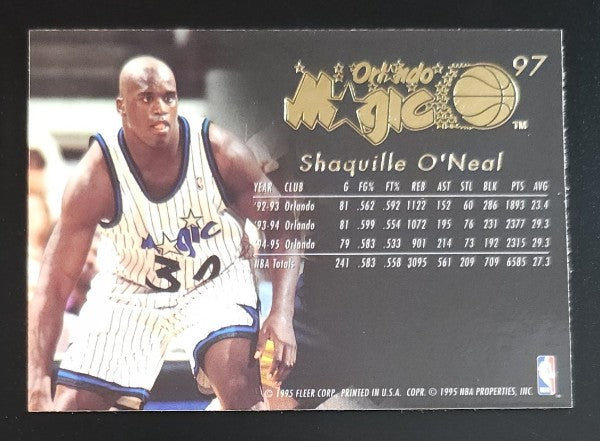 97
Orlando
Magic
TM
Shaquille O'Neal
YEAR CLUB G FG% FT% REB AST STL BLK PTS AVG
'92-93 Orlando 81 .562 .592 1122 152 60 286 1893 23.4
'93-94 Orlando 81 .599 .554 1072 195 76 231 2377 29.3
'94-95 Orlando 79 .583 .533 901 214 73 192 2315 29.3
NBA Totals 241 .583 .558 3095 561 209 709 6585 27.3
Magic
32
© 1995 FLEER CORP. PRINTED IN U.S.A. COPR. © 1995 NBA PROPERTIES, INC.